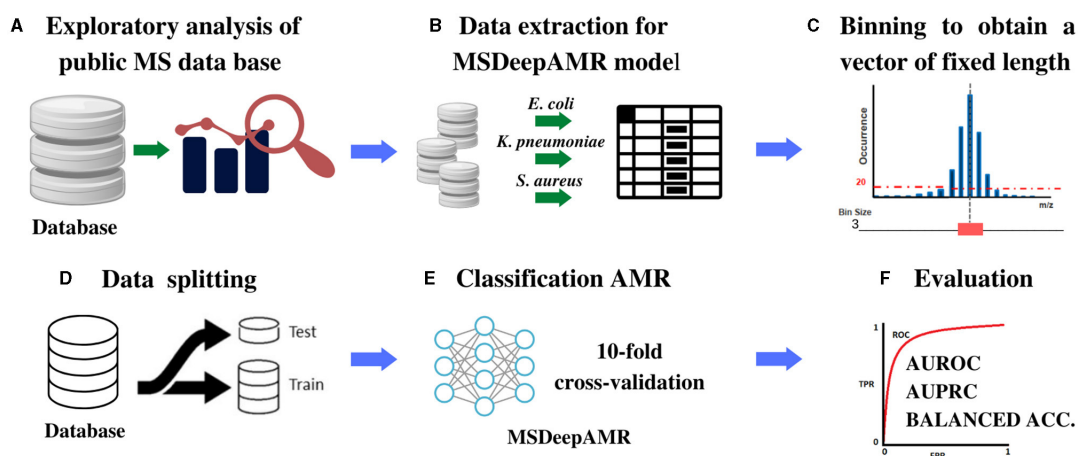 A Exploratory analysis of
public MS data base
Database
B Data extraction for
MSDeepAMR model
E. coli
K. pneumoniae
S. aureus
C Binning to obtain a
vector of fixed length
Occurrence
20
m/z
Bin Size
3
D Data splitting
Test
Train
Database
E Classification AMR
10-fold
cross-validation
MSDeepAMR
F Evaluation
1
ROC
AUROC
TPR
AUPRC
BALANCED ACC.
0
0
1